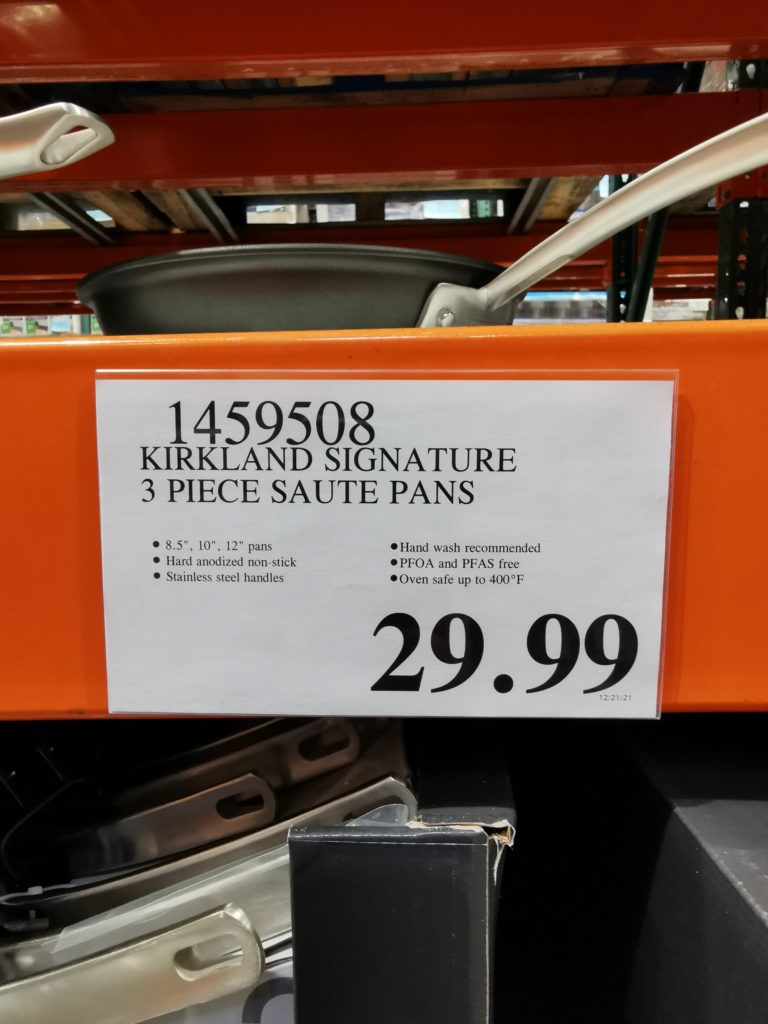 1459508
KIRKLAND SIGNATURE
3 PIECE SAUTE PANS
• 8.5", 10", 12" pans
• Hard anodized non-stick
• Stainless steel handles
• Hand wash recommended
• PFOA and PFAS free
• Oven safe up to 400°F
29.99
12/21/21